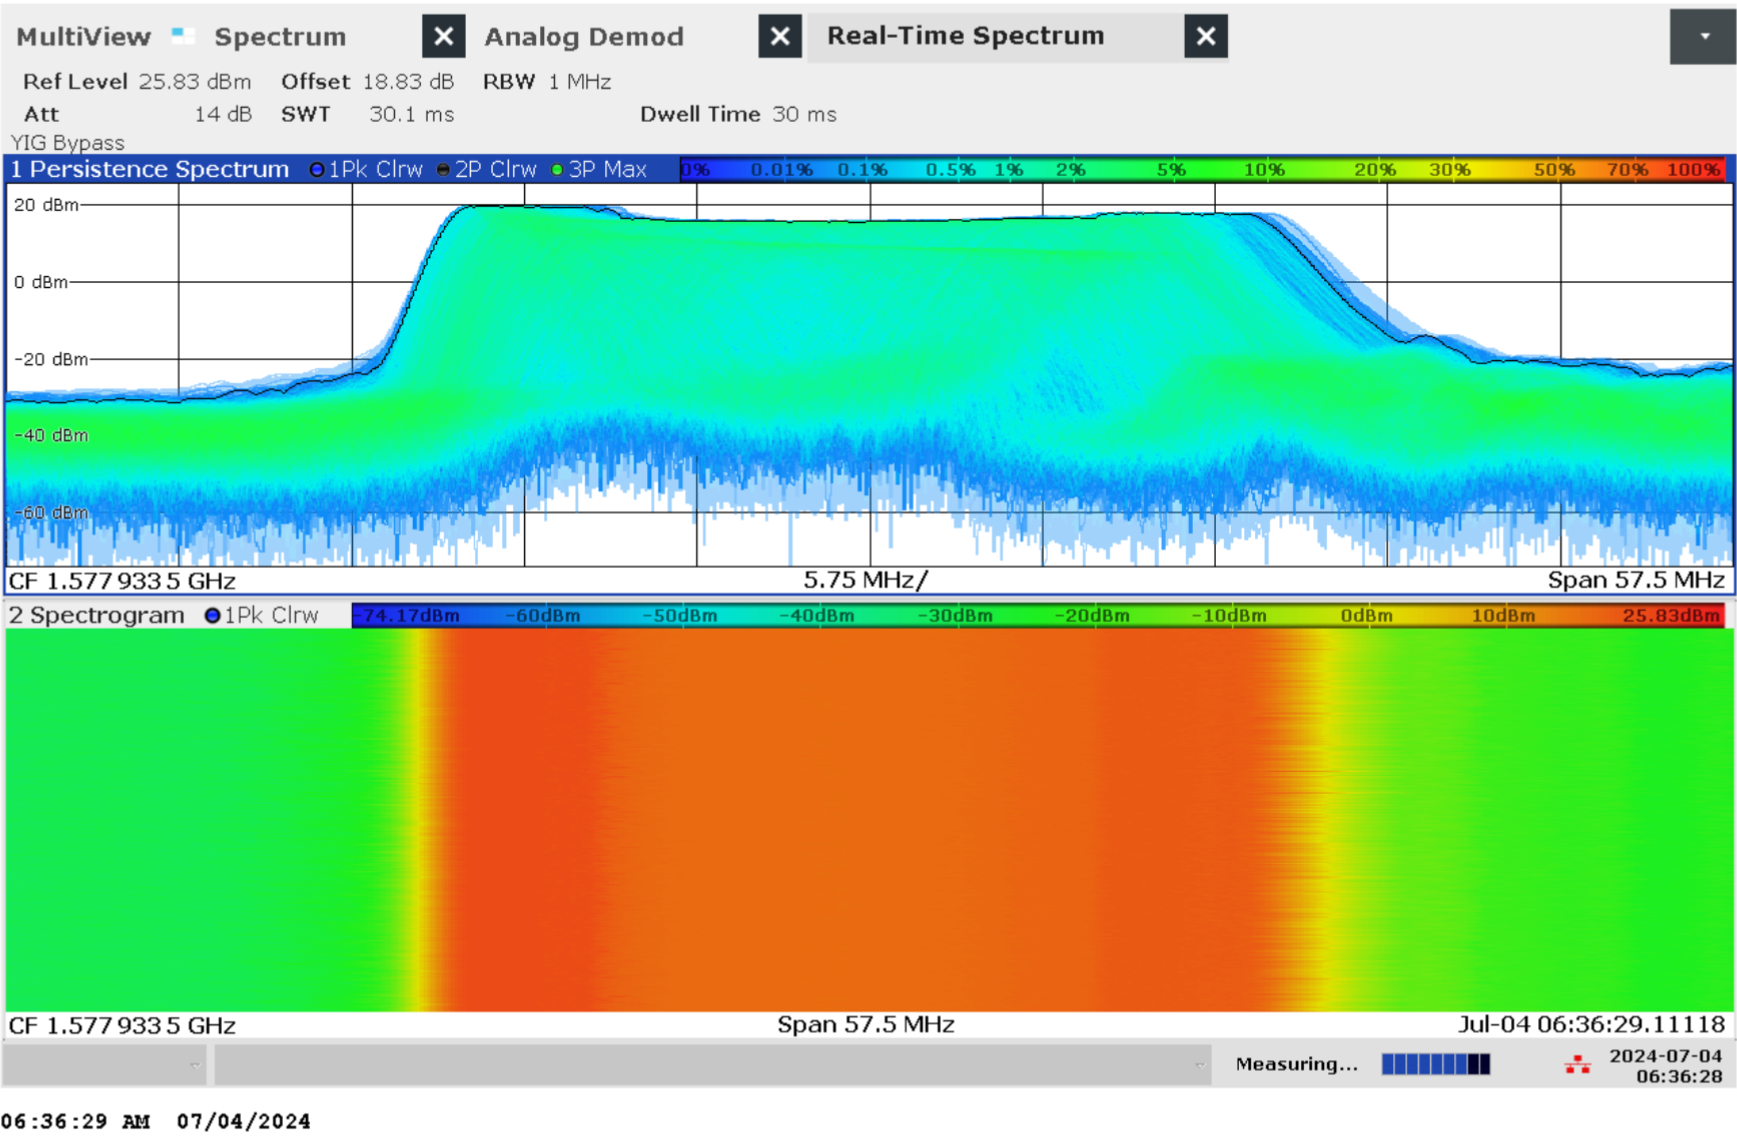 MultiView Spectrum Analog Demod Real-Time Spectrum
Ref Level 25.83 dBm Offset 18.83 dB RBW 1 MHz
Att 14 dB SWT 30.1 ms Dwell Time 30 ms
YIG Bypass
1 Persistence Spectrum 1Pk Clrw 2P Clrw 3P Max 0% 0.01% 0.1% 0.5% 1% 2% 5% 10% 20% 30% 50% 70% 100%
20 dBm
0 dBm
-20 dBm
-40 dBm
-60 dBm
CF 1.577 933 5 GHz 5.75 MHz/ Span 57.5 MHz
2 Spectrogram 1Pk Clrw -74.17dBm -60dBm -50dBm -40dBm -30dBm -20dBm -10dBm 0dBm 10dBm 25.83dBm
CF 1.577 933 5 GHz Span 57.5 MHz Jul-04 06:36:29.11118
Measuring... 2024-07-04
06:36:28
06:36:29 AM 07/04/2024